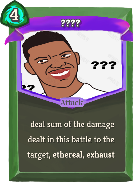 4
????
???
??
Attack
deal sum of the damage
dealt in this battle to the
target, ethereal, exhaust